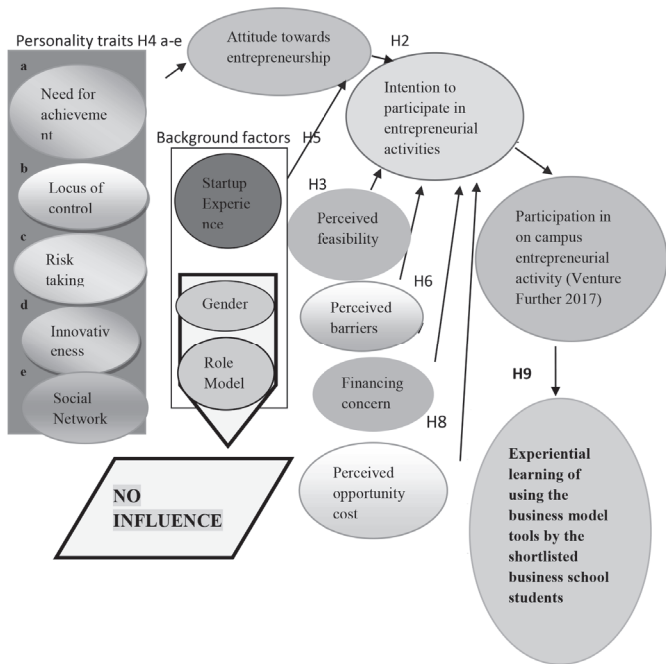 Personality traits H4 a-e
a
Need for
achieveme
nt
b
Locus of
control
c
Risk
taking
d
Innovativ
eness
e
Social
Network
Attitude towards
entrepreneurship
H2
Intention to
participate in
entrepreneurial
activities
Background factors
H5
Startup
Experie
nce
Gender
Role
Model
NO
INFLUENCE
H3
Perceived
feasibility
H6
Perceived
barriers
Financing
concern
H8
Perceived
opportunity
cost
Participation in
on campus
entrepreneurial
activity (Venture
Further 2017)
H9
Experiential
learning of
using the
business model
tools by the
shortlisted
business school
students